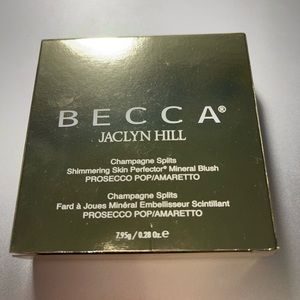 BECCA®
JACLYN HILL
Champagne Splits
Shimmering Skin Perfector® Mineral Blush
PROSECCO POP/AMARETTO
Champagne Splits
Fard à Joues Minéral Embellisseur Scintillant
PROSECCO POP/AMARETTO
7.95g / 0.28 Oz. ℮